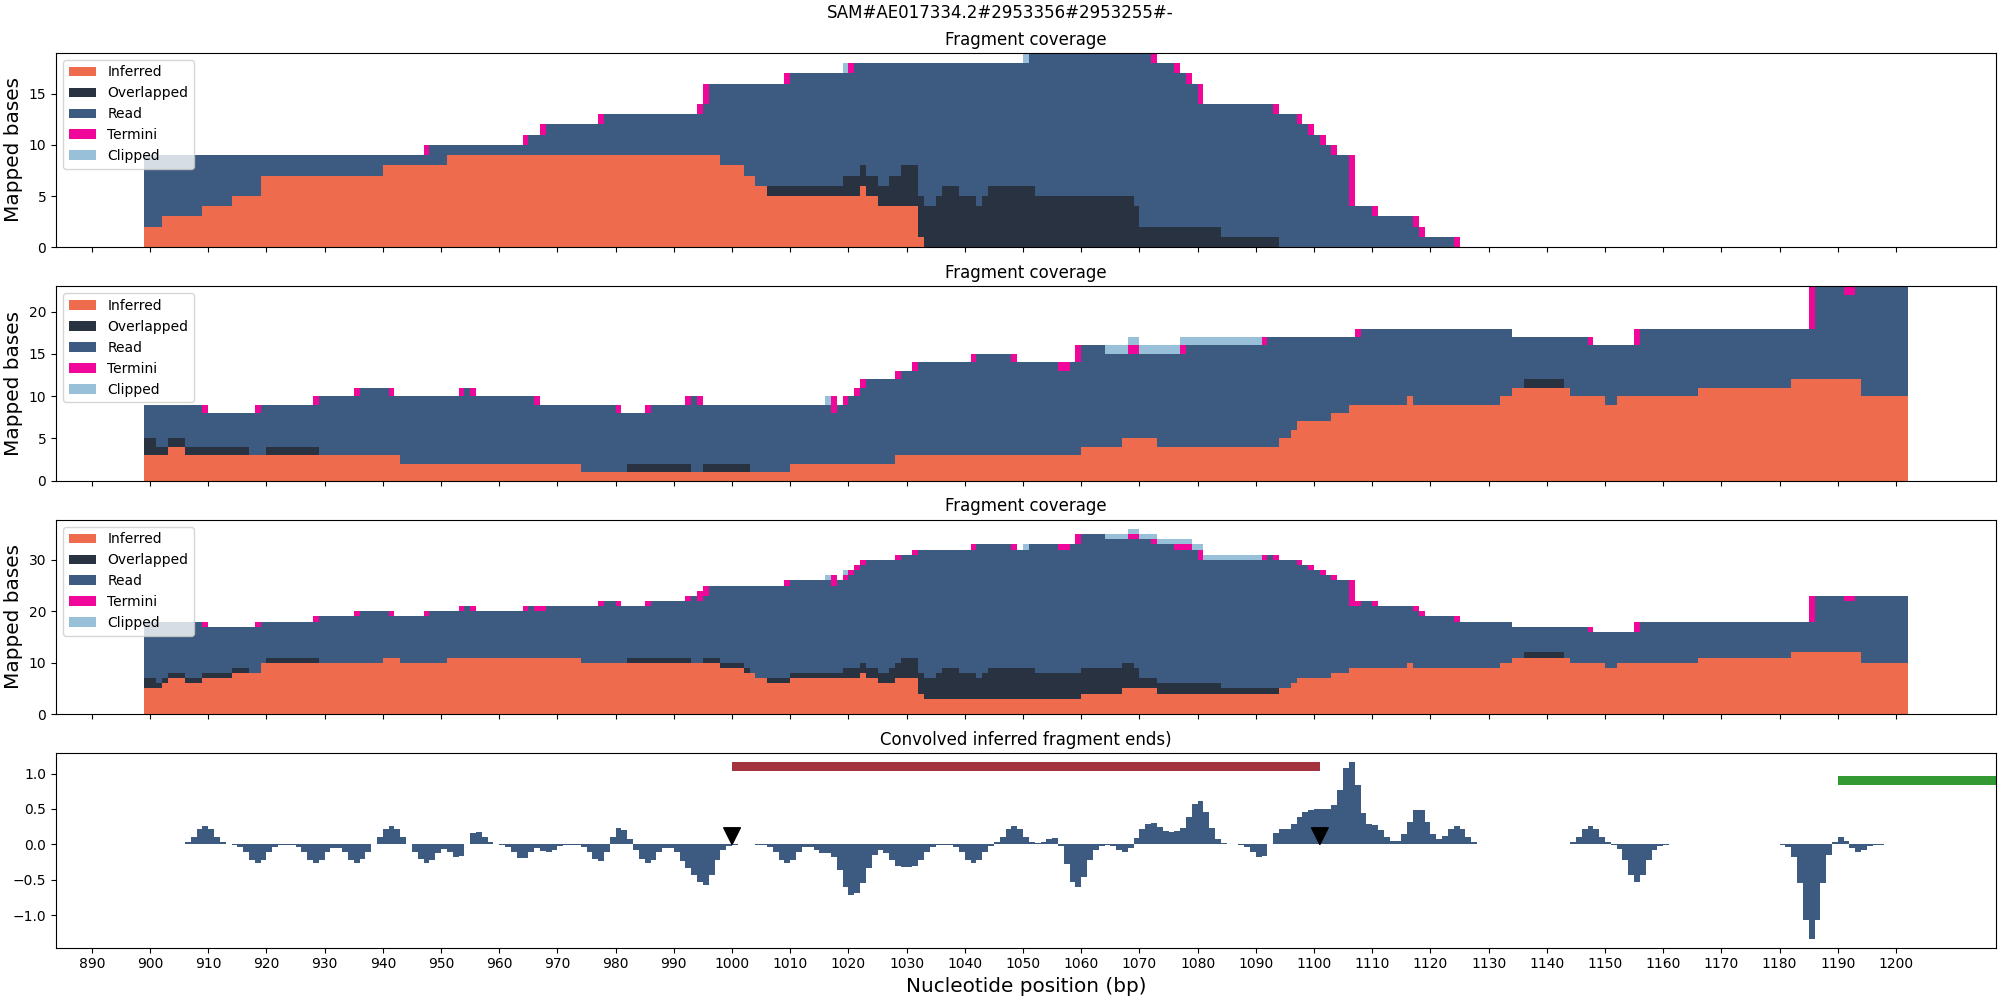 SAM#AE017334.2#2953356#2953255#-
Fragment coverage
Mapped bases
15
10
5
0
Inferred
Overlapped
Read
Termini
Clipped
Fragment coverage
Mapped bases
20
15
10
5
0
Inferred
Overlapped
Read
Termini
Clipped
Fragment coverage
Mapped bases
30
20
10
0
Inferred
Overlapped
Read
Termini
Clipped
Convolved inferred fragment ends)
1.0
0.5
0.0
−0.5
−1.0
890 900 910 920 930 940 950 960 970 980 990 1000 1010 1020 1030 1040 1050 1060 1070 1080 1090 1100 1110 1120 1130 1140 1150 1160 1170 1180 1190 1200
Nucleotide position (bp)